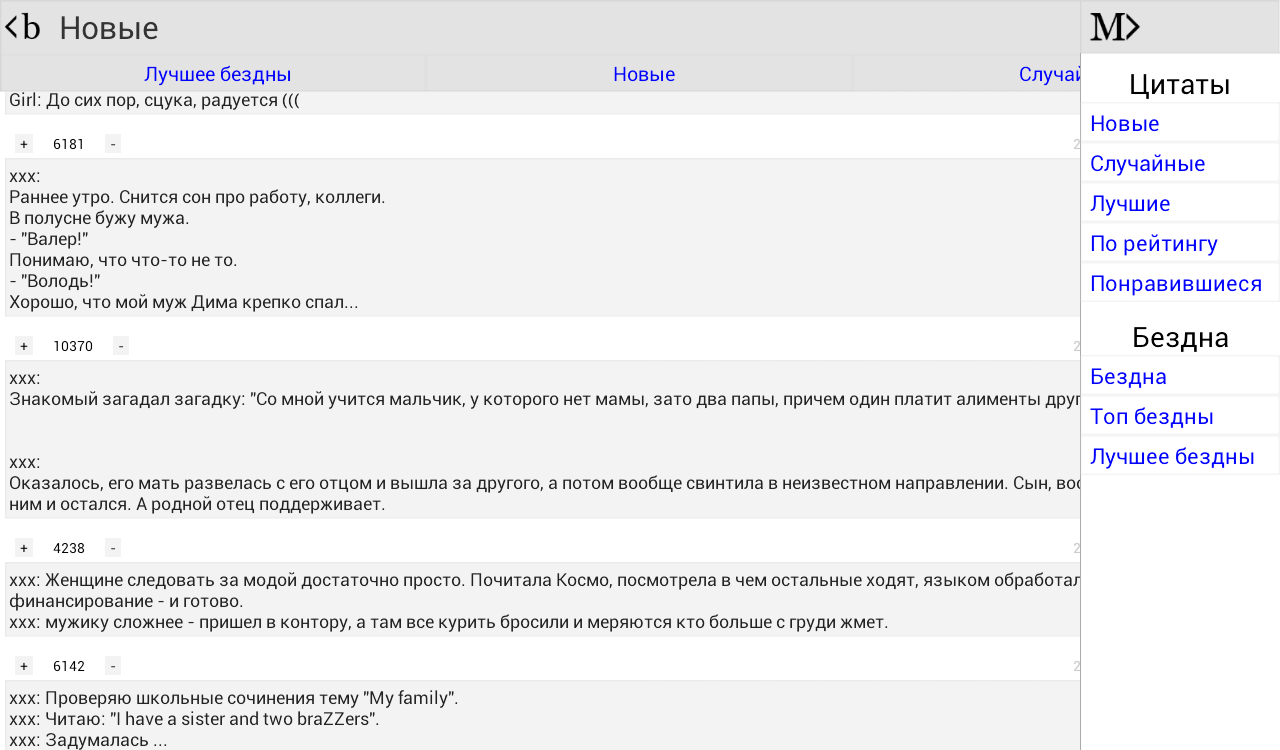 <b Новые
M>
Лучшее бездны Новые Случай
Girl: До сих пор, сцука, радуется (((
+ 6181 - 2
xxx:
Раннее утро. Снится сон про работу, коллеги.
В полусне бужу мужа.
- "Валер!"
Понимаю, что что-то не то.
- "Володь!"
Хорошо, что мой муж Дима крепко спал...
+ 10370 - 2
xxx:
Знакомый загадал загадку: "Со мной учится мальчик, у которого нет мамы, зато два папы, причем один платит алименты друг
xxx:
Оказалось, его мать развелась с его отцом и вышла за другого, а потом вообще свинтила в неизвестном направлении. Сын, вос
ним и остался. А родной отец поддерживает.
+ 4238 - 2
xxx: Женщине следовать за модой достаточно просто. Почитала Космо, посмотрела в чем остальные ходят, языком обработал
финансирование - и готово.
xxx: мужику сложнее - пришел в контору, а там все курить бросили и меряются кто больше с груди жмет.
+ 6142 - 2
xxx: Проверяю школьные сочинения тему "My family".
xxx: Читаю: "I have a sister and two braZZers".
xxx: Задумалась ...
Цитаты
Новые
Случайные
Лучшие
По рейтингу
Понравившиеся
Бездна
Бездна
Топ бездны
Лучшее бездны